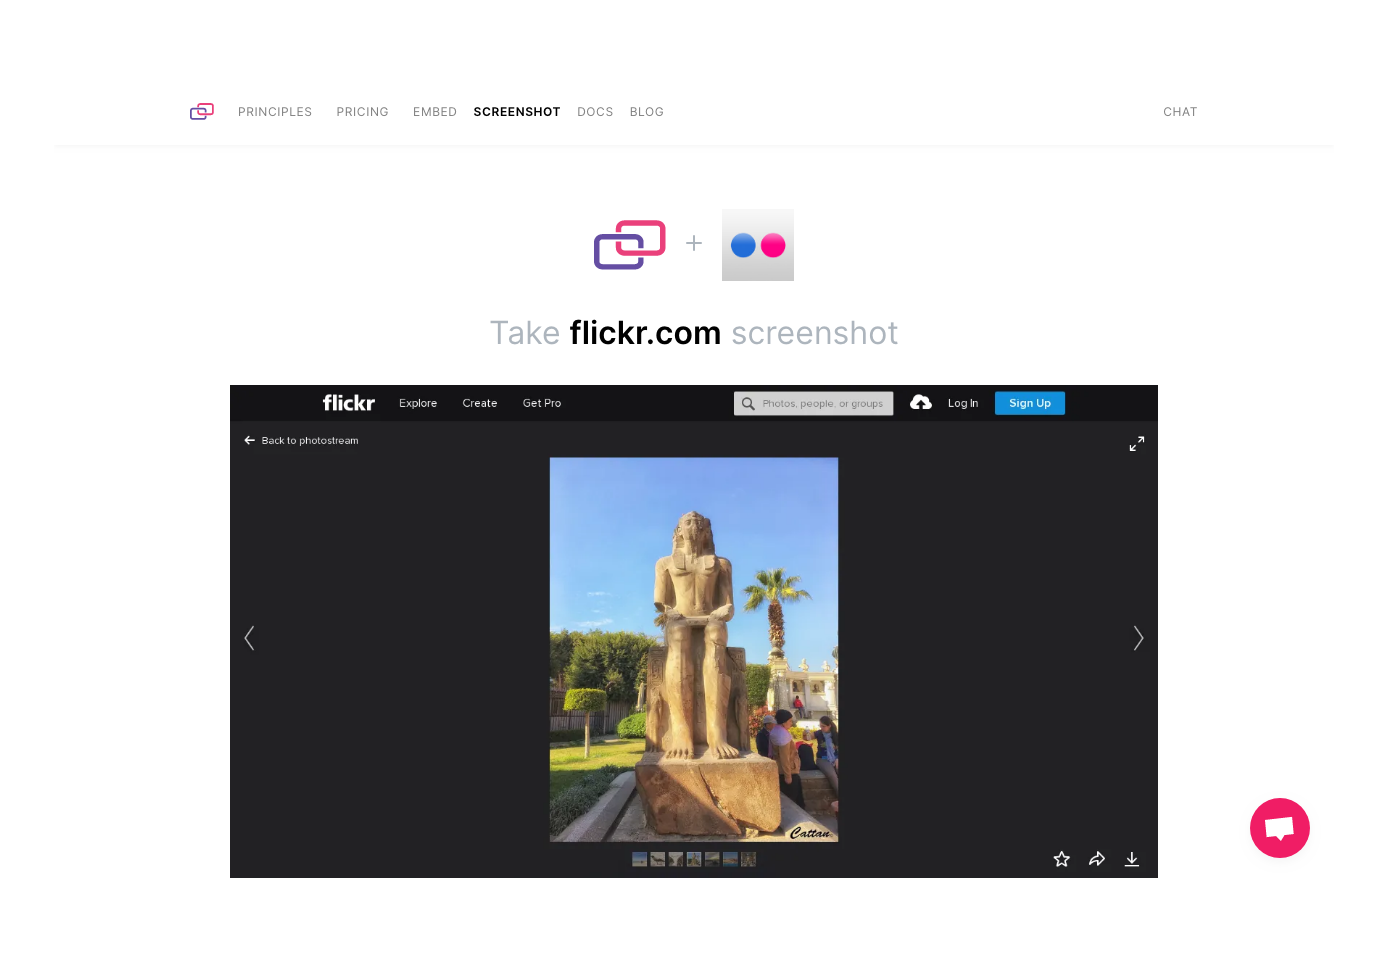 PRINCIPLES PRICING EMBED SCREENSHOT DOCS BLOG CHAT
Take flickr.com screenshot
flickr Explore Create Get Pro Photos, people, or groups Log In Sign Up
Back to photostream
Cattan